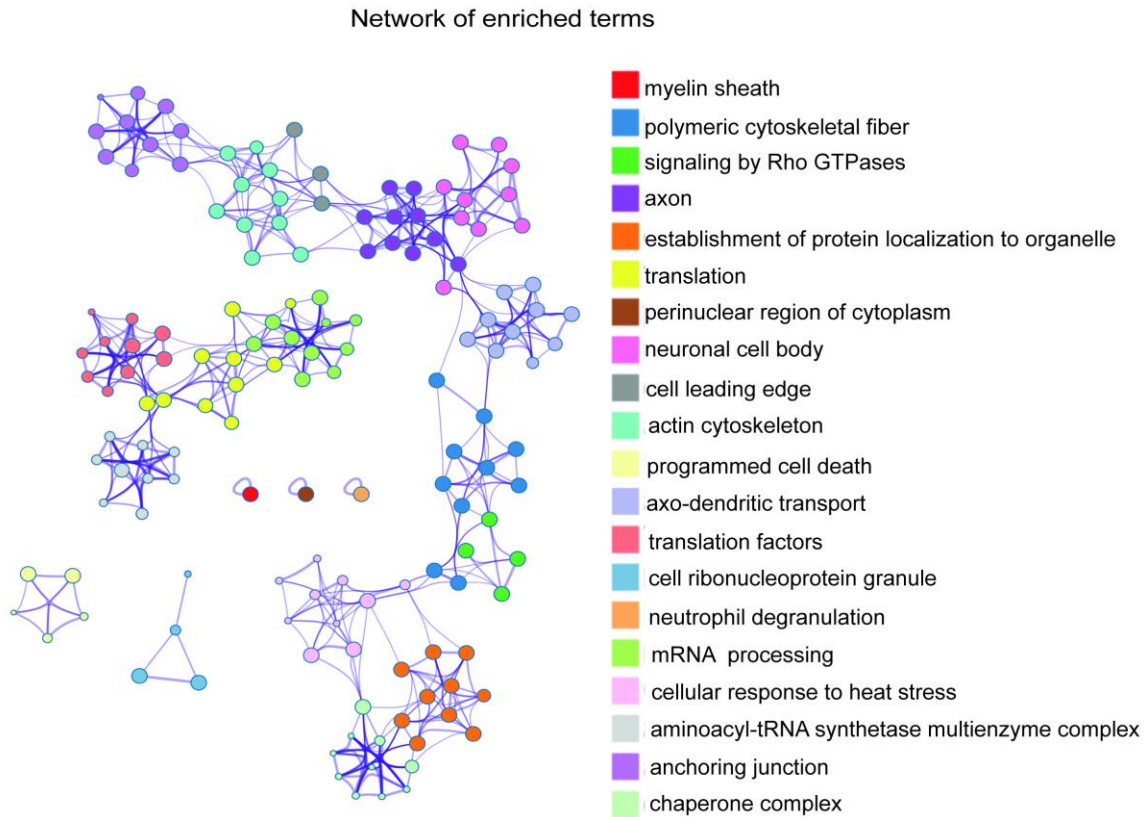 Network of enriched terms
myelin sheath
polymeric cytoskeletal fiber
signaling by Rho GTPases
axon
establishment of protein localization to organelle
translation
perinuclear region of cytoplasm
neuronal cell body
cell leading edge
actin cytoskeleton
programmed cell death
axo-dendritic transport
translation factors
cell ribonucleoprotein granule
neutrophil degranulation
mRNA processing
cellular response to heat stress
aminoacyl-tRNA synthetase multienzyme complex
anchoring junction
chaperone complex